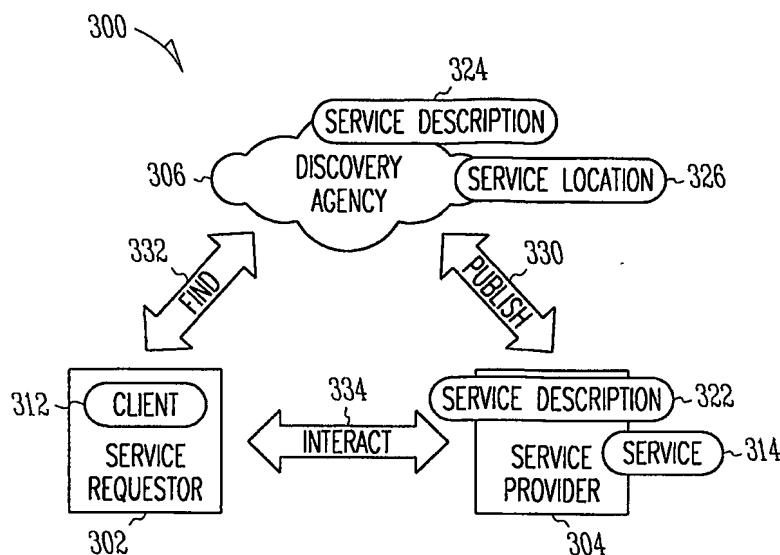 300
324
SERVICE DESCRIPTION
306
DISCOVERY
AGENCY
SERVICE LOCATION
326
332
FIND
330
PUBLISH
312
CLIENT
SERVICE
REQUESTOR
302
334
INTERACT
SERVICE DESCRIPTION
322
SERVICE
PROVIDER
SERVICE
314
304